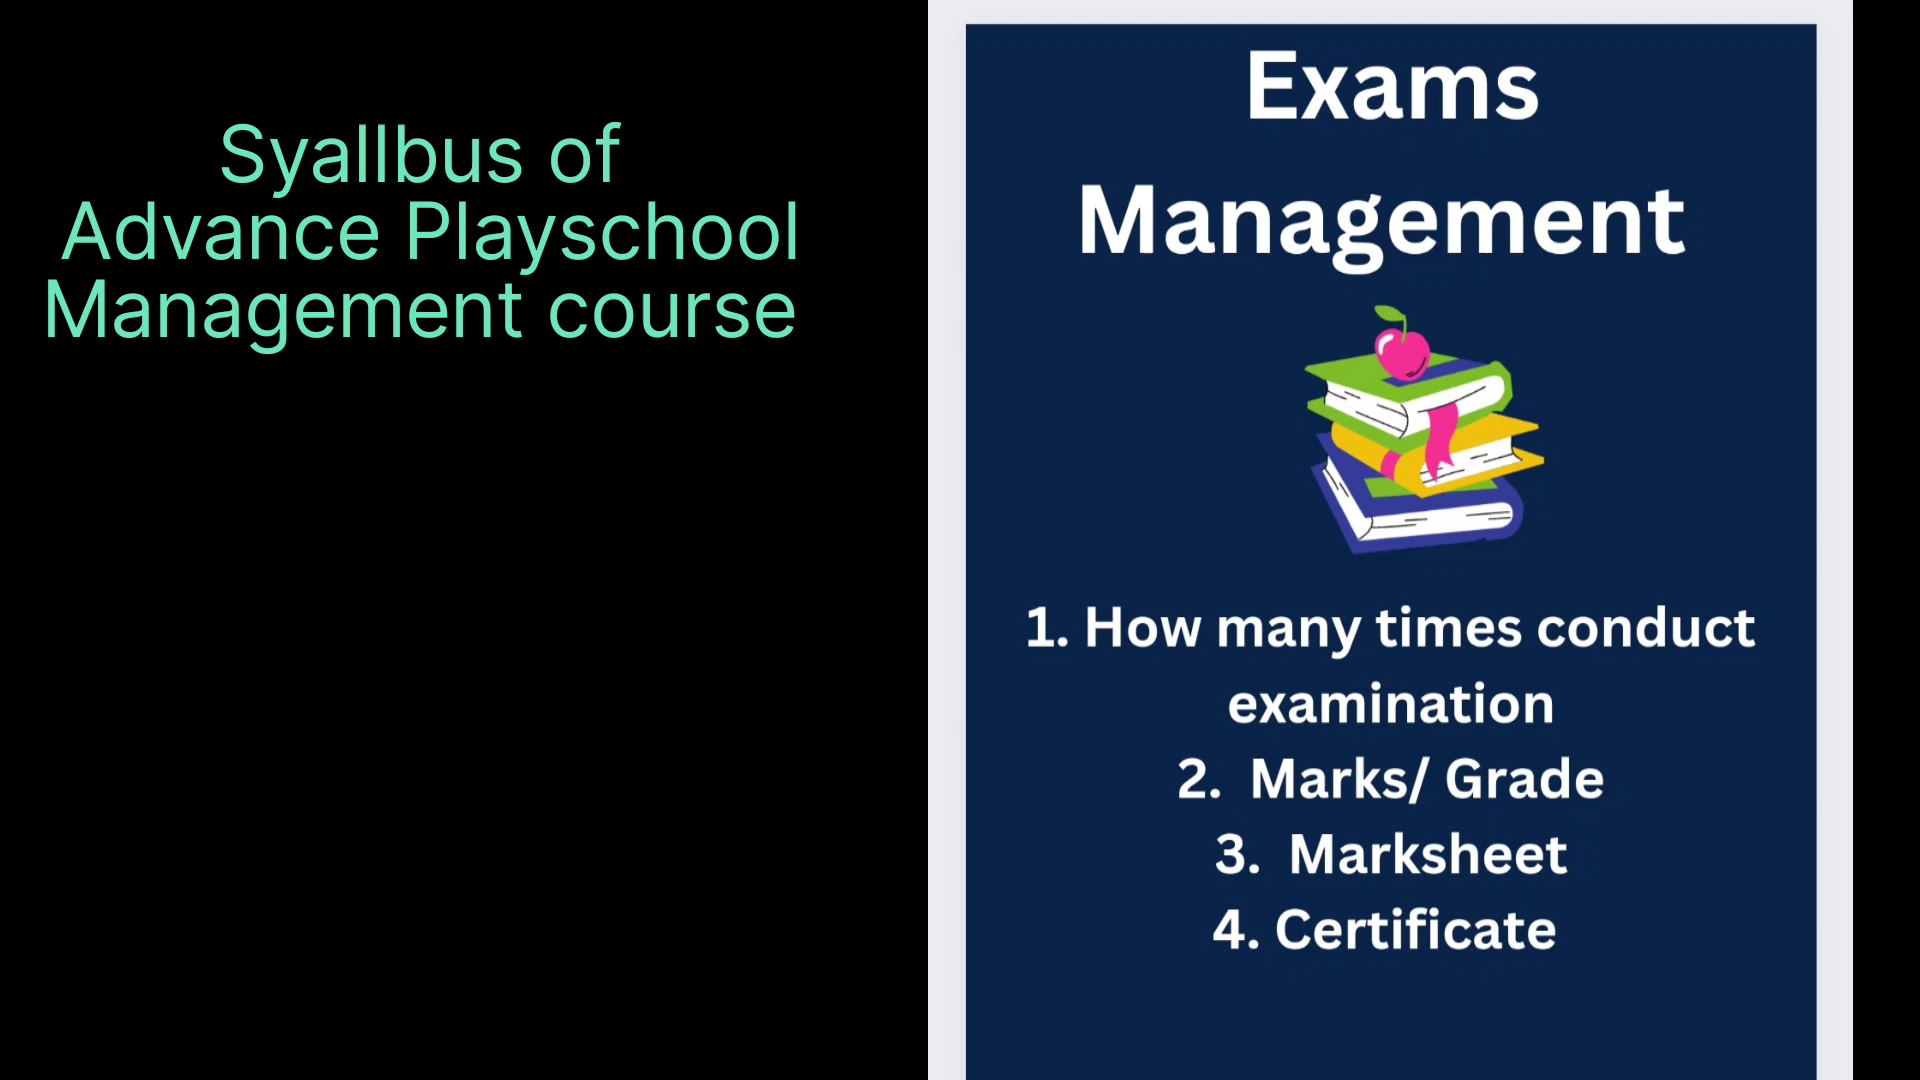 Syallbus of
Advance Playschool
Management course
Exams
Management
1. How many times conduct
examination
2. Marks/ Grade
3. Marksheet
4. Certificate